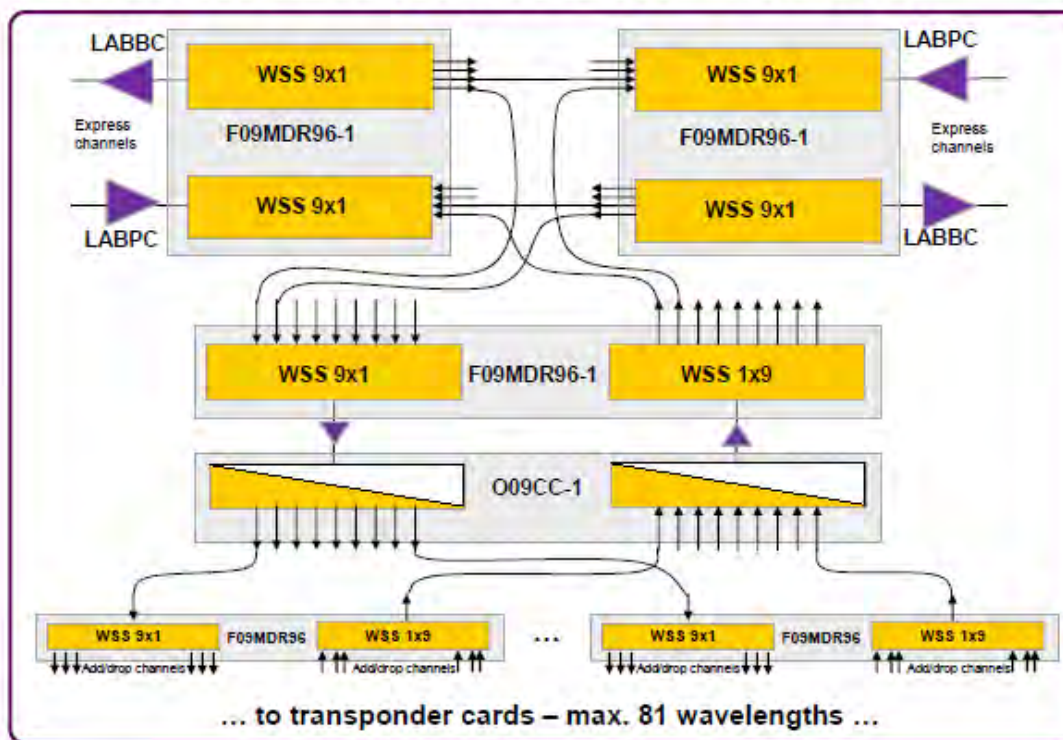 LABBC
WSS 9x1
WSS 9x1
LABPC
Express
channels
F09MDR96-1
F09MDR96-1
Express
channels
WSS 9x1
WSS 9x1
LABPC
LABBC
WSS 9x1
F09MDR96-1
WSS 1x9
O09CC-1
WSS 9x1
F09MDR96
WSS 1x9
...
WSS 9x1
F09MDR96
WSS 1x9
Add/drop channels
Add/drop channels
Add/drop channels
Add/drop channels
... to transponder cards – max. 81 wavelengths ...